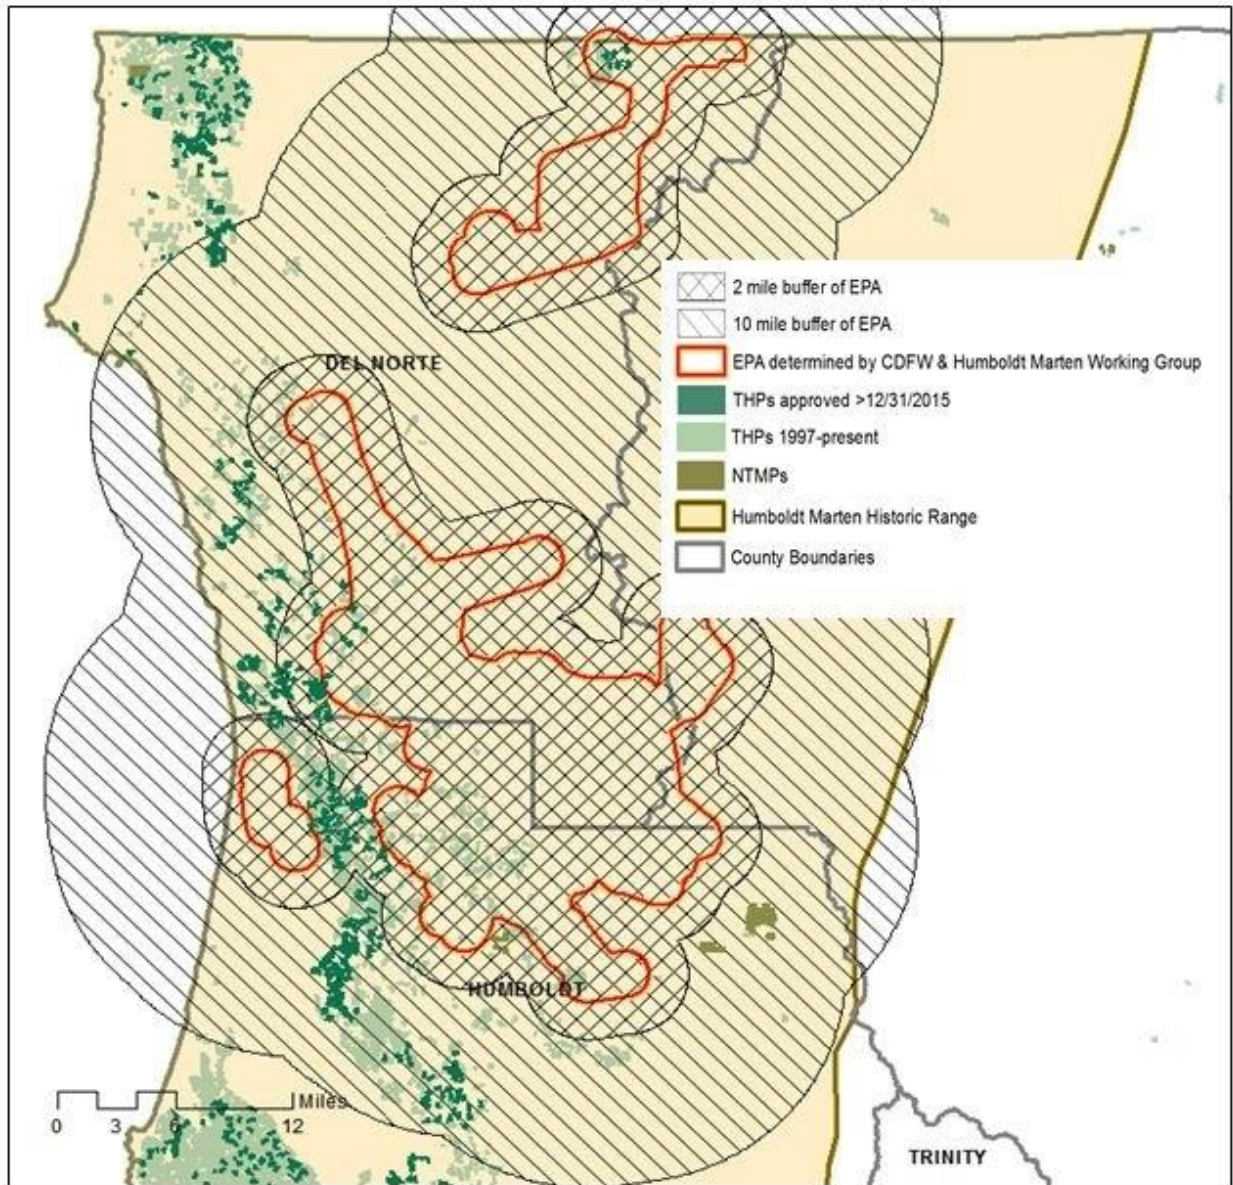 2 mile buffer of EPA
10 mile buffer of EPA
EPA determined by CDFW & Humboldt Marten Working Group
THPs approved >12/31/2015
THPs 1997-present
NTMPs
Humboldt Marten Historic Range
County Boundaries
DEL NORTE
HUMBOLDT
Miles
0 3 6 12
TRINITY